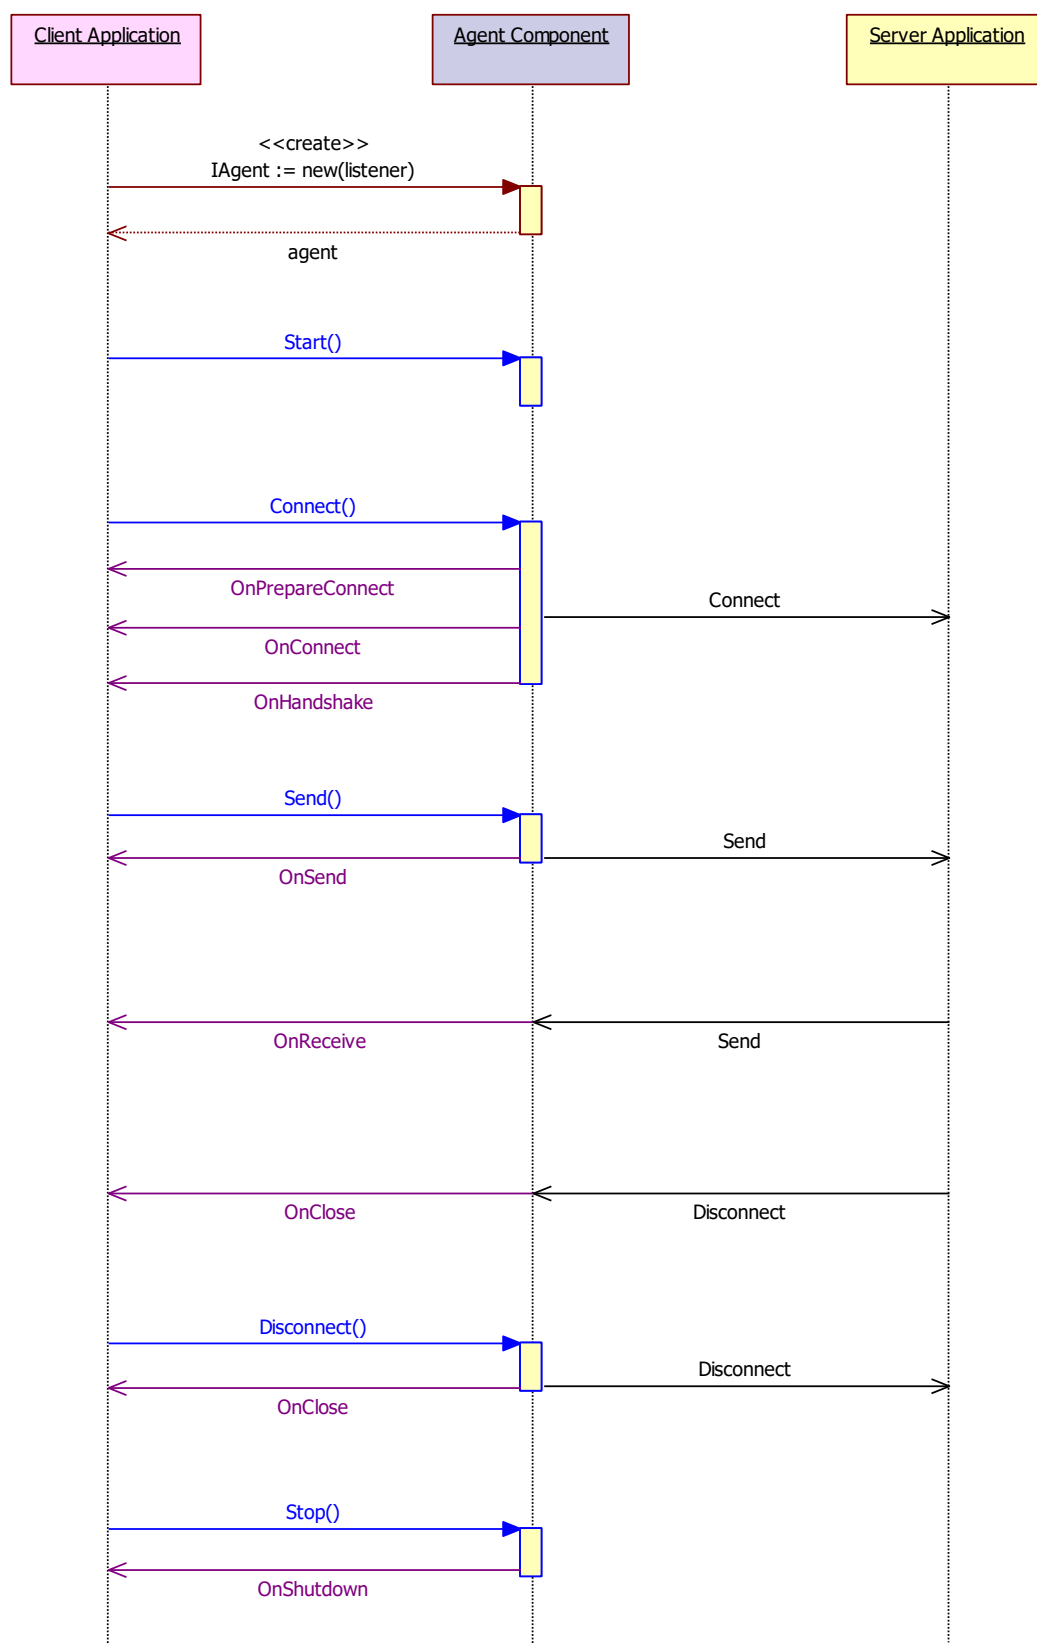 Client Application
Agent Component
Server Application
<<create>>
IAgent := new(listener)
agent
Start()
Connect()
OnPrepareConnect
Connect
OnConnect
OnHandshake
Send()
Send
OnSend
OnReceive
Send
OnClose
Disconnect
Disconnect()
Disconnect
OnClose
Stop()
OnShutdown